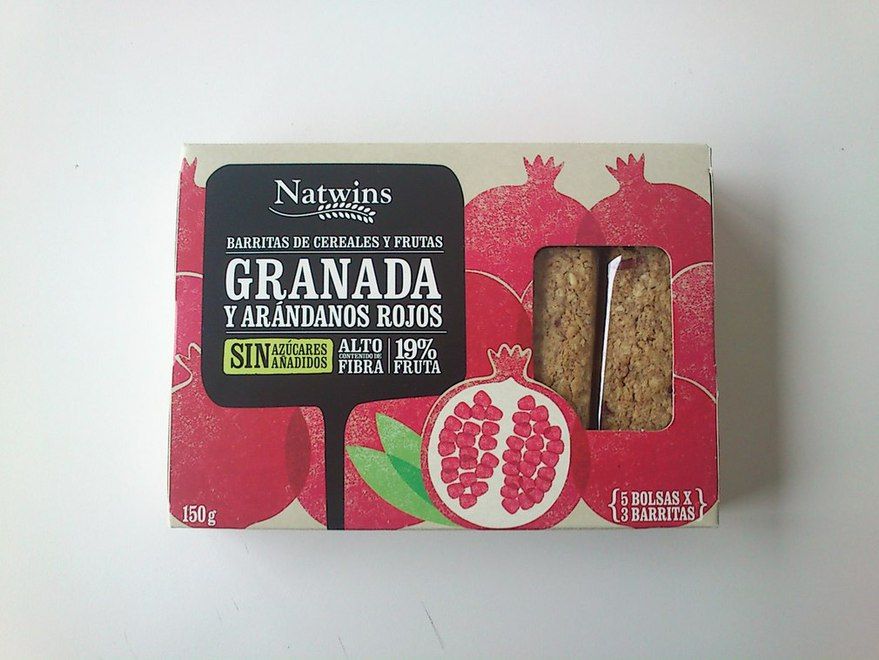 Natwins
BARRITAS DE CEREALES Y FRUTAS
GRANADA
Y ARÁNDANOS ROJOS
SIN AZÚCARES AÑADIDOS
ALTO CONTENIDO DE FIBRA
19% FRUTA
150g
{5 BOLSAS X
3 BARRITAS}